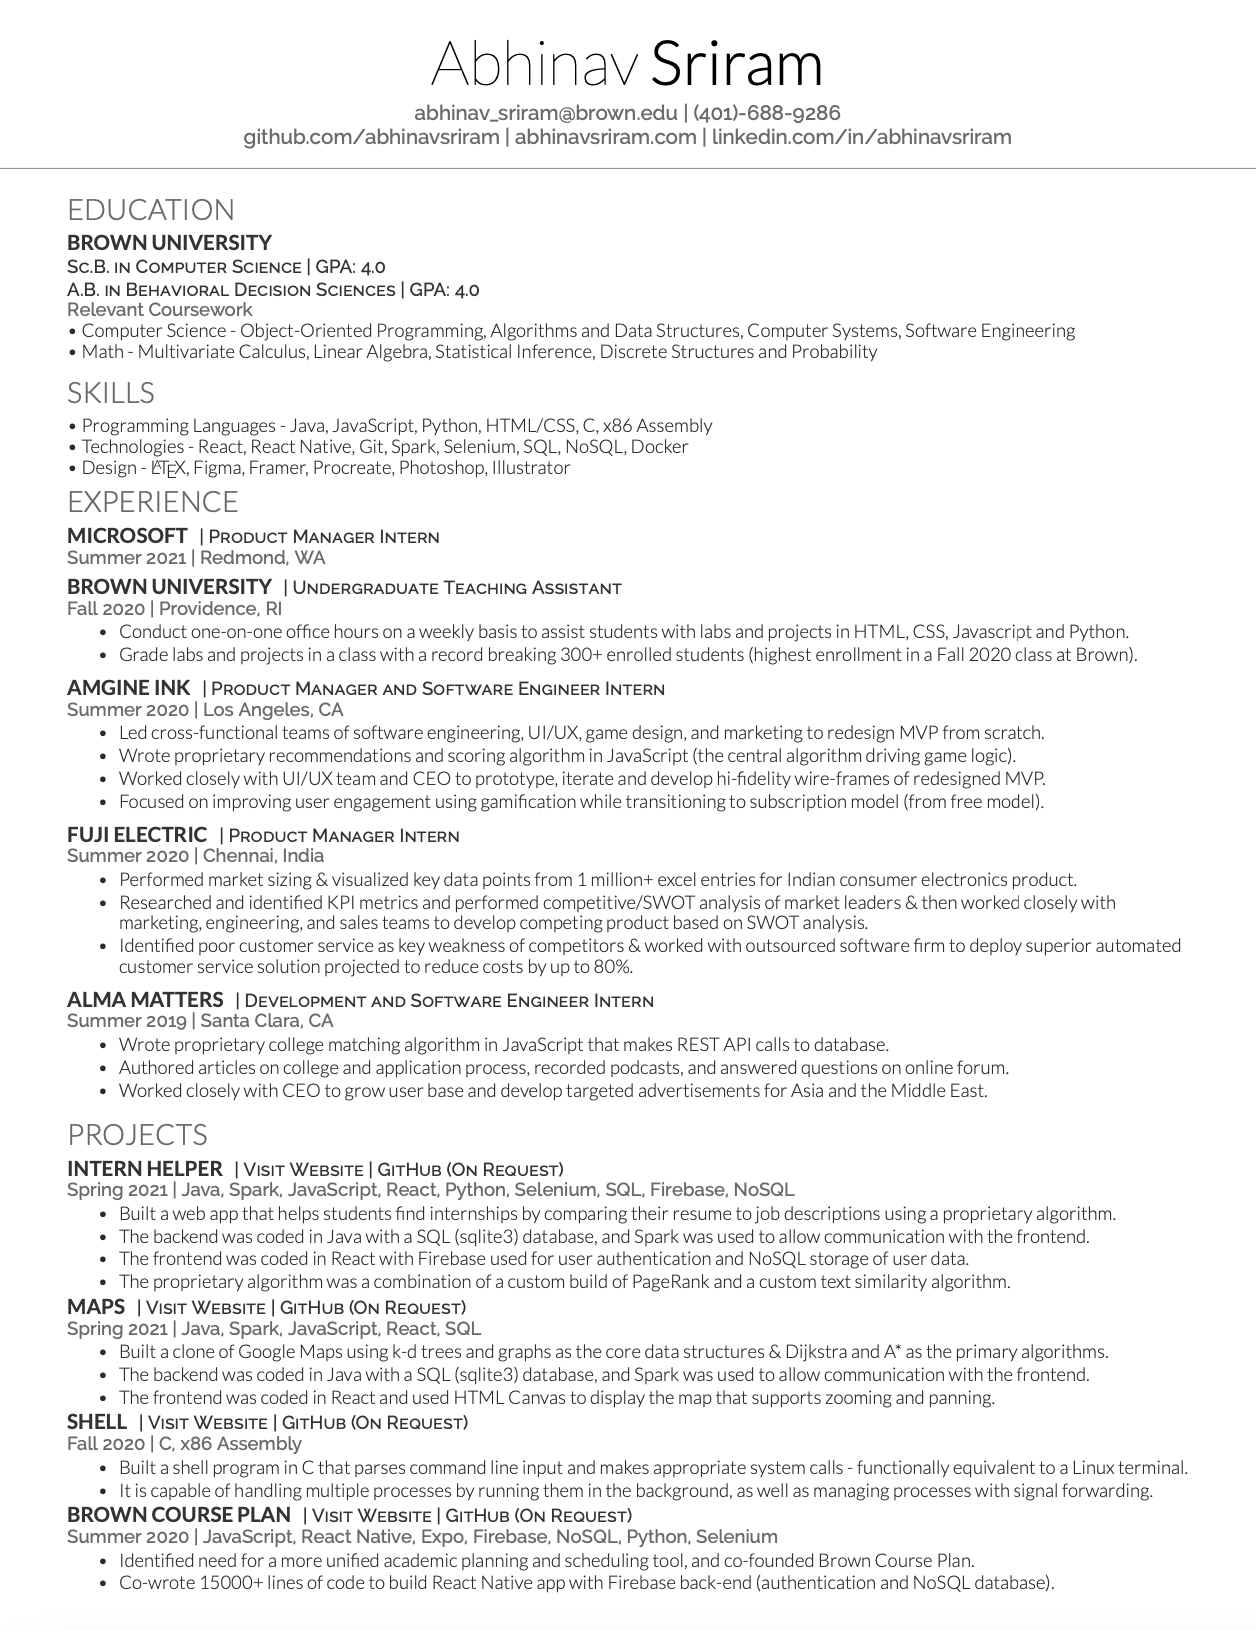 Abhinav Sriram
abhinav_sriram@brown.edu | (401)-688-9286
github.com/abhinavsriram | abhinavsriram.com | linkedin.com/in/abhinavsriram
EDUCATION
BROWN UNIVERSITY
Sc.B. in Computer Science | GPA: 4.0
A.B. in Behavioral Decision Sciences | GPA: 4.0
Relevant Coursework
• Computer Science - Object-Oriented Programming, Algorithms and Data Structures, Computer Systems, Software Engineering
• Math - Multivariate Calculus, Linear Algebra, Statistical Inference, Discrete Structures and Probability
SKILLS
• Programming Languages - Java, JavaScript, Python, HTML/CSS, C, x86 Assembly
• Technologies - React, React Native, Git, Spark, Selenium, SQL, NoSQL, Docker
• Design - LATEX, Figma, Framer, Procreate, Photoshop, Illustrator
EXPERIENCE
MICROSOFT | Product Manager Intern
Summer 2021 | Redmond, WA
BROWN UNIVERSITY | Undergraduate Teaching Assistant
Fall 2020 | Providence, RI
• Conduct one-on-one office hours on a weekly basis to assist students with labs and projects in HTML, CSS, Javascript and Python.
• Grade labs and projects in a class with a record breaking 300+ enrolled students (highest enrollment in a Fall 2020 class at Brown).
AMGINE INK | Product Manager and Software Engineer Intern
Summer 2020 | Los Angeles, CA
• Led cross-functional teams of software engineering, UI/UX, game design, and marketing to redesign MVP from scratch.
• Wrote proprietary recommendations and scoring algorithm in JavaScript (the central algorithm driving game logic).
• Worked closely with UI/UX team and CEO to prototype, iterate and develop hi-fidelity wire-frames of redesigned MVP.
• Focused on improving user engagement using gamification while transitioning to subscription model (from free model).
FUJI ELECTRIC | Product Manager Intern
Summer 2020 | Chennai, India
• Performed market sizing & visualized key data points from 1 million+ excel entries for Indian consumer electronics product.
• Researched and identified KPI metrics and performed competitive/SWOT analysis of market leaders & then worked closely with
marketing, engineering, and sales teams to develop competing product based on SWOT analysis.
• Identified poor customer service as key weakness of competitors & worked with outsourced software firm to deploy superior automated
customer service solution projected to reduce costs by up to 80%.
ALMA MATTERS | Development and Software Engineer Intern
Summer 2019 | Santa Clara, CA
• Wrote proprietary college matching algorithm in JavaScript that makes REST API calls to database.
• Authored articles on college and application process, recorded podcasts, and answered questions on online forum.
• Worked closely with CEO to grow user base and develop targeted advertisements for Asia and the Middle East.
PROJECTS
INTERN HELPER | Visit Website | GitHub (On Request)
Spring 2021 | Java, Spark, JavaScript, React, Python, Selenium, SQL, Firebase, NoSQL
• Built a web app that helps students find internships by comparing their resume to job descriptions using a proprietary algorithm.
• The backend was coded in Java with a SQL (sqlite3) database, and Spark was used to allow communication with the frontend.
• The frontend was coded in React with Firebase used for user authentication and NoSQL storage of user data.
• The proprietary algorithm was a combination of a custom build of PageRank and a custom text similarity algorithm.
MAPS | Visit Website | GitHub (On Request)
Spring 2021 | Java, Spark, JavaScript, React, SQL
• Built a clone of Google Maps using k-d trees and graphs as the core data structures & Dijkstra and A* as the primary algorithms.
• The backend was coded in Java with a SQL (sqlite3) database, and Spark was used to allow communication with the frontend.
• The frontend was coded in React and used HTML Canvas to display the map that supports zooming and panning.
SHELL | Visit Website | GitHub (On Request)
Fall 2020 | C, x86 Assembly
• Built a shell program in C that parses command line input and makes appropriate system calls - functionally equivalent to a Linux terminal.
• It is capable of handling multiple processes by running them in the background, as well as managing processes with signal forwarding.
BROWN COURSE PLAN | Visit Website | GitHub (On Request)
Summer 2020 | JavaScript, React Native, Expo, Firebase, NoSQL, Python, Selenium
• Identified need for a more unified academic planning and scheduling tool, and co-founded Brown Course Plan.
• Co-wrote 15000+ lines of code to build React Native app with Firebase back-end (authentication and NoSQL database).